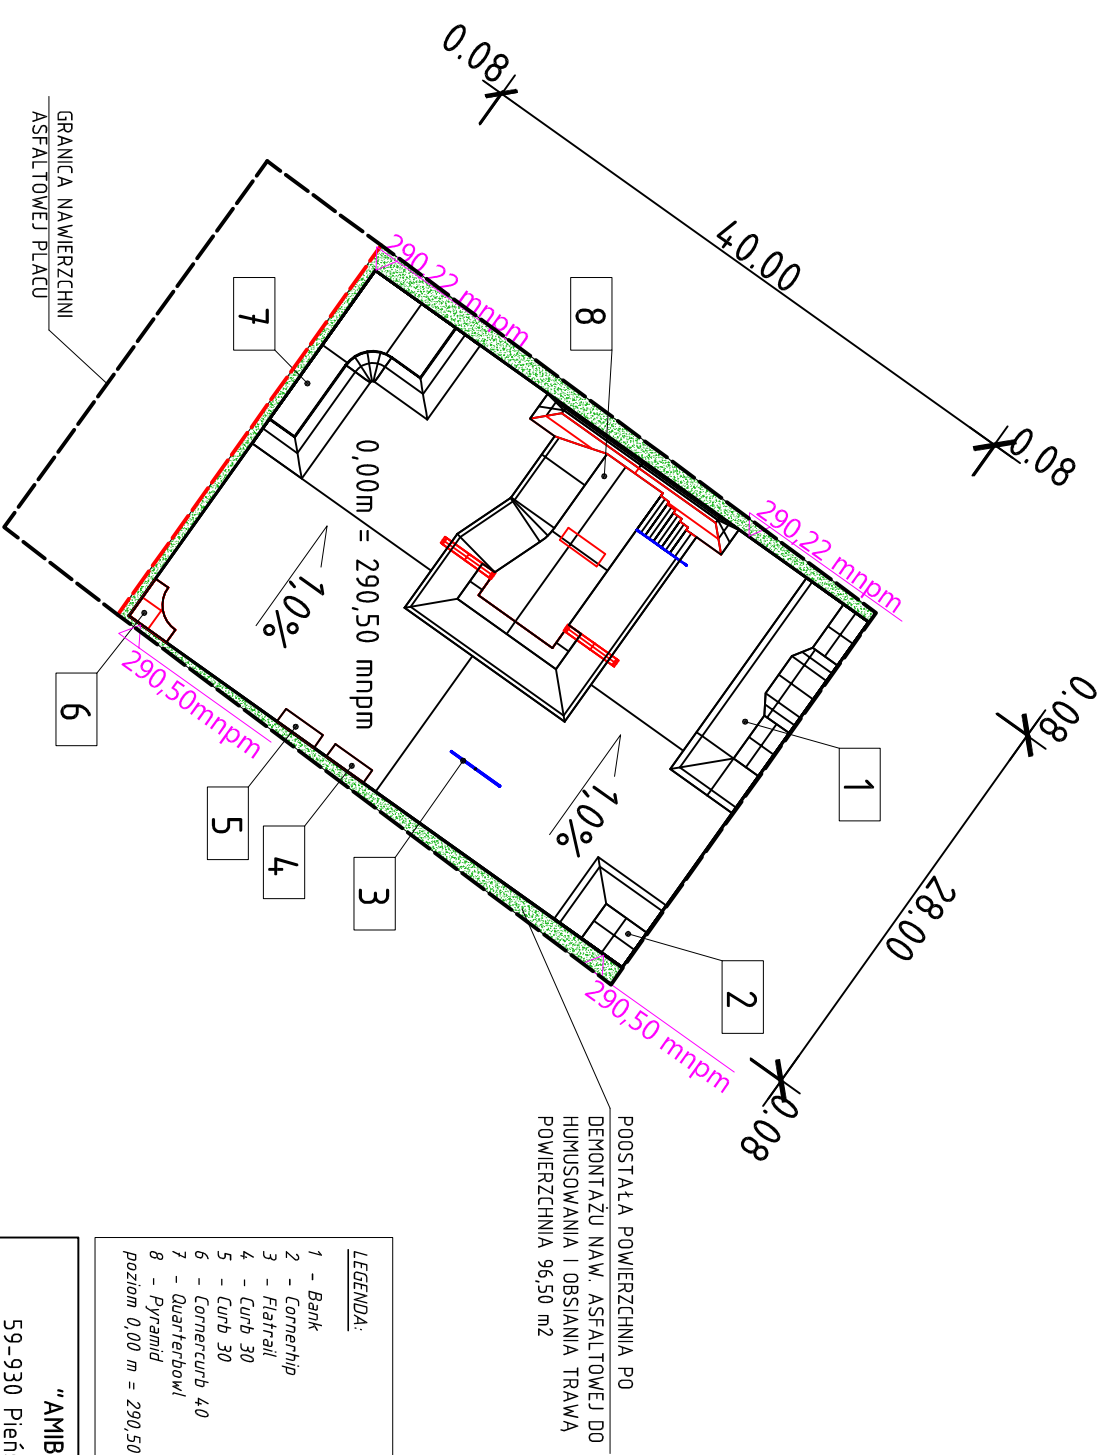 0.08
40.00
0.08
0.08
28.00
0.08
GRANICA NAWIERZCHNI
ASFALTOWEJ PLACU
290,22 mnpm
290,22 mnpm
290,50mnpm
290,50 mnpm
0,00m = 290,50 mnpm
1,0%
1,0%
8
7
6
5
4
3
2
1
POOSTAŁA POWIERZCHNIA PO
DEMONTAŻU NAW. ASFALTOWEJ DO
HUMUSOWANIA I OBSIANIA TRAWĄ
POWIERZCHNIA 96,50 m2
LEGENDA:
1 - Bank
2 - Cornerhip
3 - Flatrail
4 - Curb 30
5 - Curb 30
6 - Cornercurb 40
7 - Quarterbowl
8 - Pyramid
poziom 0,00 m = 290,50
"AMIB
59-930 Pień